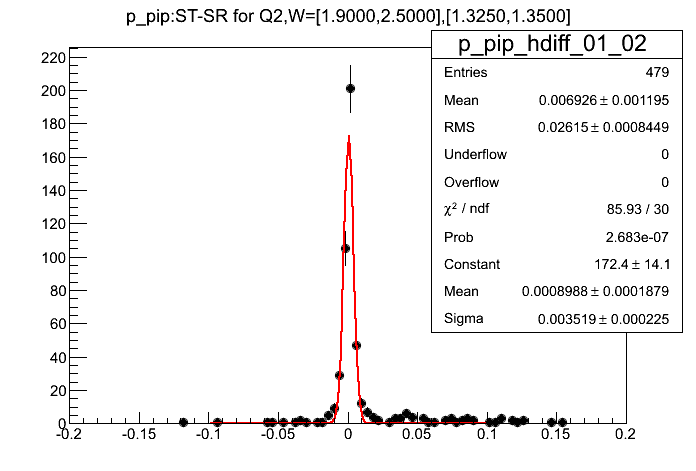 p_pip:ST-SR for Q2,W=[1.9000,2.5000],[1.3250,1.3500]
p_pip_hdiff_01_02
Entries 479
Mean 0.006926 ± 0.001195
RMS 0.02615 ± 0.0008449
Underflow 0
Overflow 0
χ² / ndf 85.93 / 30
Prob 2.683e-07
Constant 172.4 ± 14.1
Mean 0.0008988 ± 0.0001879
Sigma 0.003519 ± 0.000225
220
200
180
160
140
120
100
80
60
40
20
0
-0.2 -0.15 -0.1 -0.05 0 0.05 0.1 0.15 0.2